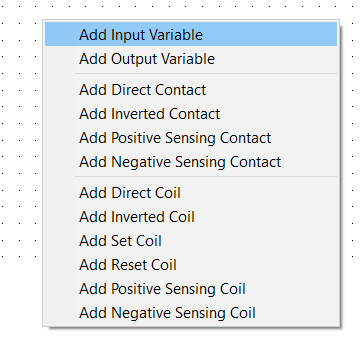 Add Input Variable
Add Output Variable
Add Direct Contact
Add Inverted Contact
Add Positive Sensing Contact
Add Negative Sensing Contact
Add Direct Coil
Add Inverted Coil
Add Set Coil
Add Reset Coil
Add Positive Sensing Coil
Add Negative Sensing Coil